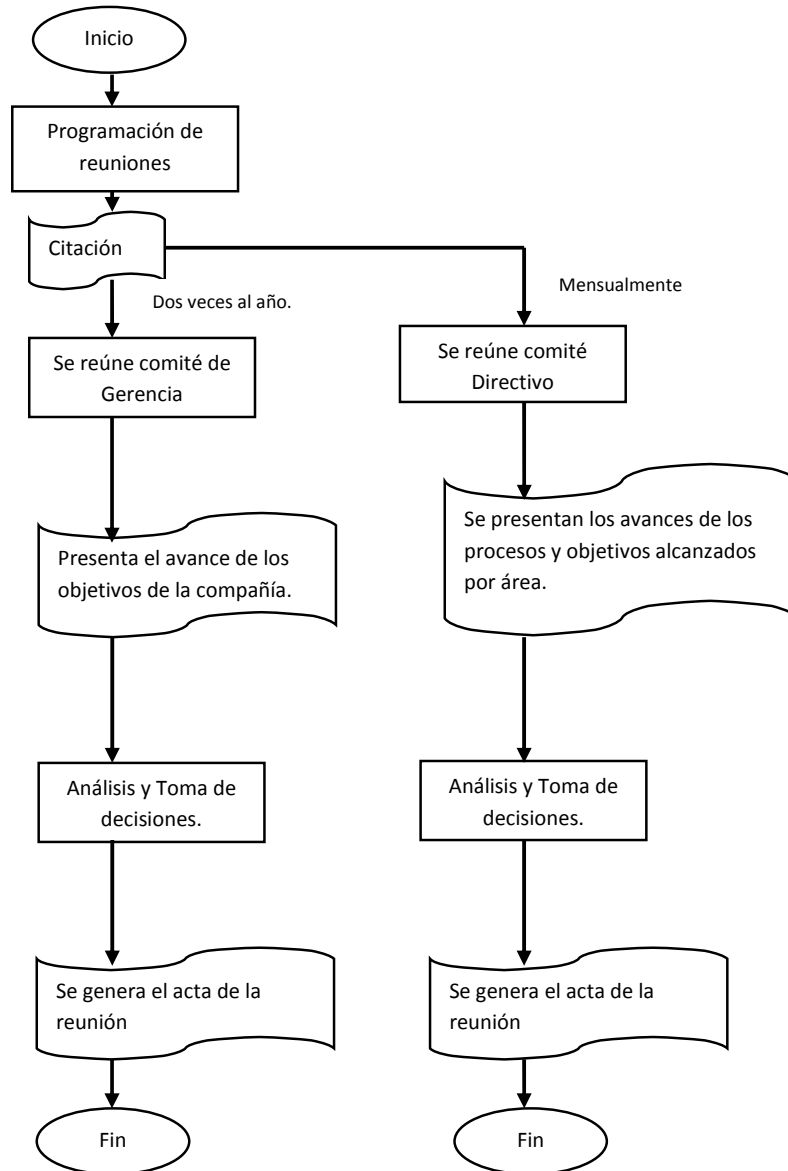 Inicio
Programación de
reuniones
Citación
Dos veces al año.
Mensualmente
Se reúne comité de
Gerencia
Se reúne comité
Directivo
Presenta el avance de los
objetivos de la compañía.
Se presentan los avances de los
procesos y objetivos alcanzados
por área.
Análisis y Toma de
decisiones.
Análisis y Toma de
decisiones.
Se genera el acta de la
reunión
Se genera el acta de la
reunión
Fin
Fin